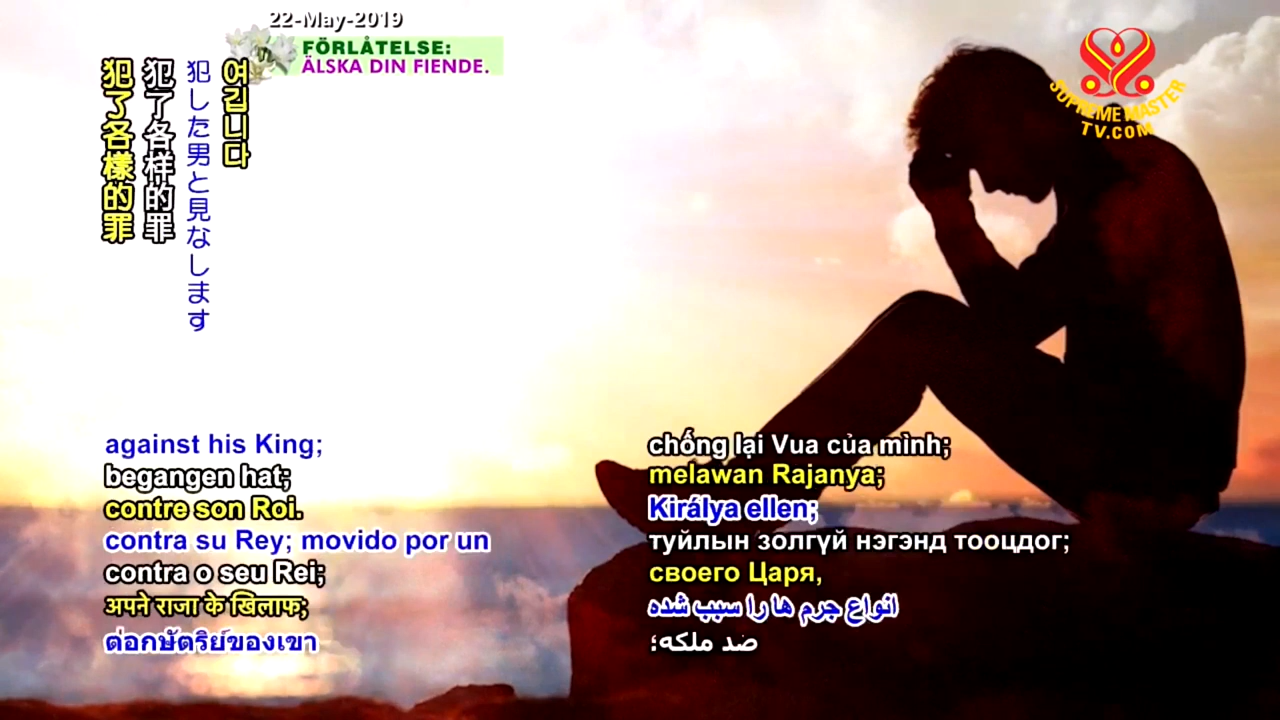 22-May-2019
FÖRLÅTELSE:
ÄLSKA DIN FIENDE.
SUPREME MASTER
TV.COM
여깁니다
犯した男と見なします
犯了各样的罪
犯了各樣的罪
against his King;
begangen hat;
contre son Roi.
contra su Rey; movido por un
contra o seu Rei;
अपने राजा के खिलाफ;
ต่อกษัตริย์ของเขา
chống lại Vua của mình;
melawan Rajanya;
Királya ellen;
туйлын золгүй нэгэнд тооцдог;
своего Царя,
انواع جرم ها را سبب شده
ضد ملكه؛